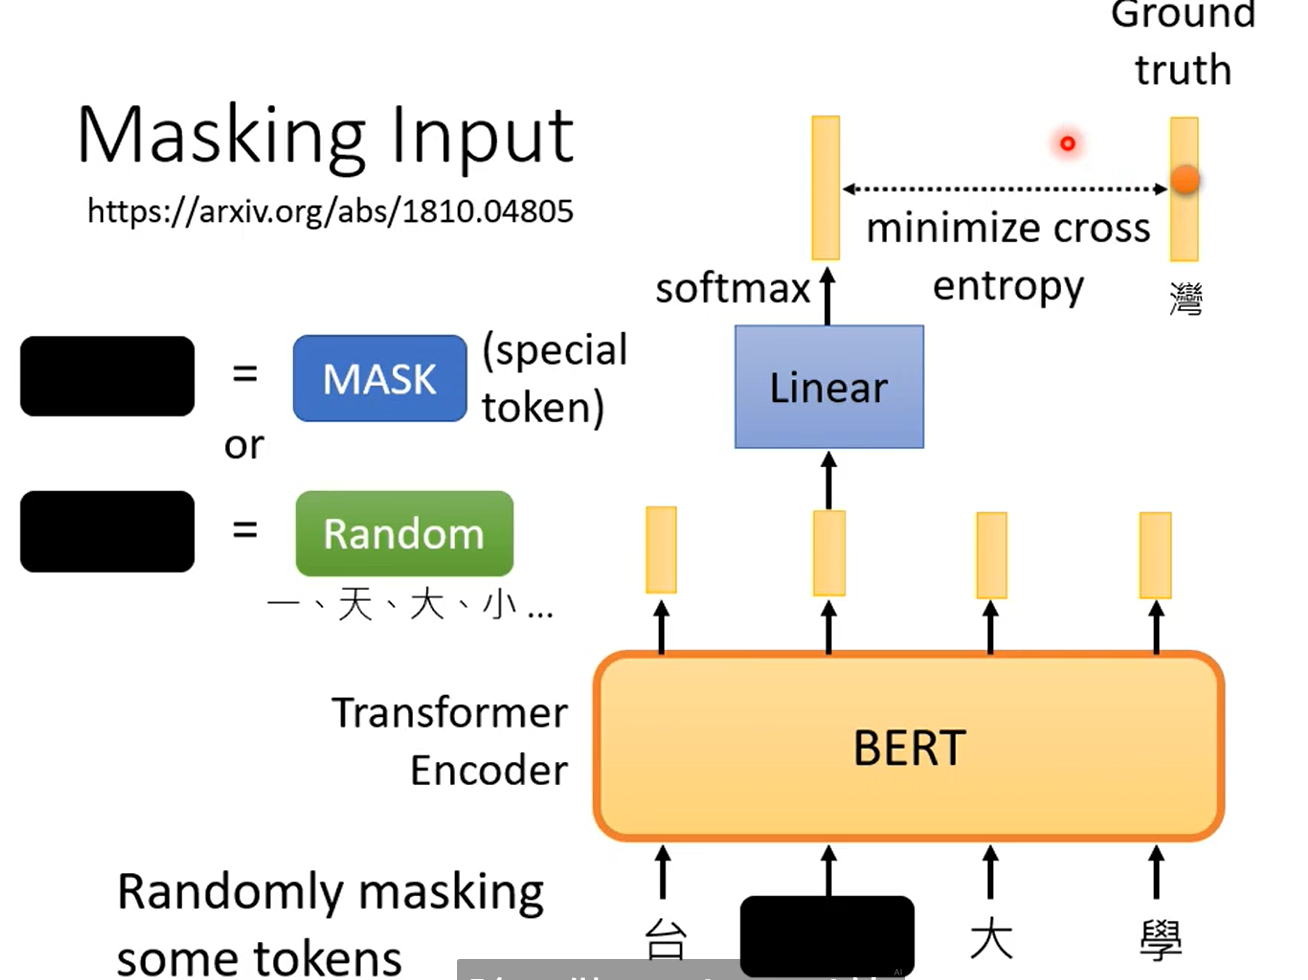 Ground
truth
Masking Input
https://arxiv.org/abs/1810.04805
minimize cross
entropy
softmax
灣
=
MASK
(special
token)
Linear
or
=
Random
一、天、大、小 ...
Transformer
Encoder
BERT
Randomly masking
some tokens
台
大
學
AI